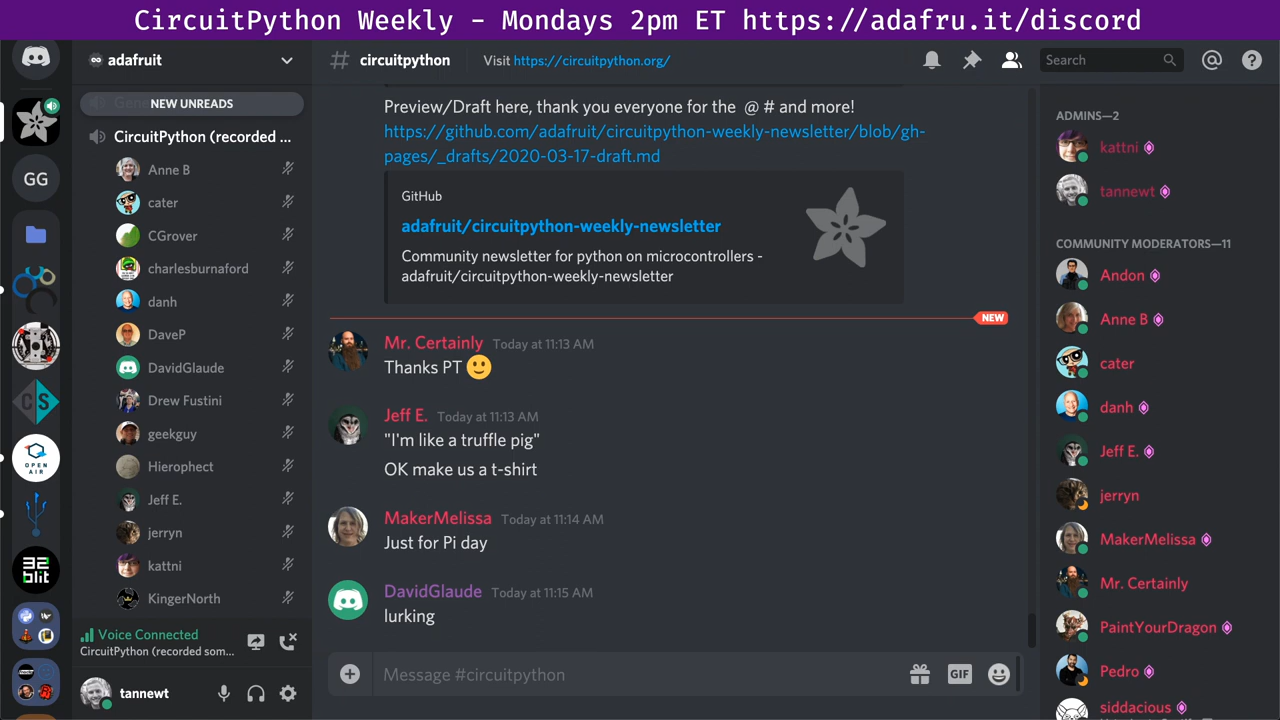 CircuitPython Weekly - Mondays 2pm ET https://adafru.it/discord
adafruit
NEW UNREADS
CircuitPython (recorded ...
Anne B
cater
CGrover
charlesburnaford
danh
DaveP
DavidGlaude
Drew Fustini
geekguy
Hierophect
Jeff E.
jerryn
kattni
KingerNorth
Voice Connected
CircuitPython (recorded som...
tannewt
GG
CS
OPEN
AIR
32
blit
# circuitpython
Visit https://circuitpython.org/
Search
Preview/Draft here, thank you everyone for the @ # and more!
https://github.com/adafruit/circuitpython-weekly-newsletter/blob/gh-
pages/_drafts/2020-03-17-draft.md
GitHub
adafruit/circuitpython-weekly-newsletter
Community newsletter for python on microcontrollers -
adafruit/circuitpython-weekly-newsletter
NEW
Mr. Certainly Today at 11:13 AM
Thanks PT 🙂
Jeff E. Today at 11:13 AM
"I'm like a truffle pig"
OK make us a t-shirt
MakerMelissa Today at 11:14 AM
Just for Pi day
DavidGlaude Today at 11:15 AM
lurking
Message #circuitpython
GIF
ADMINS—2
kattni
tannewt
COMMUNITY MODERATORS—11
Andon
Anne B
cater
danh
Jeff E.
jerryn
MakerMelissa
Mr. Certainly
PaintYourDragon
Pedro
siddacious